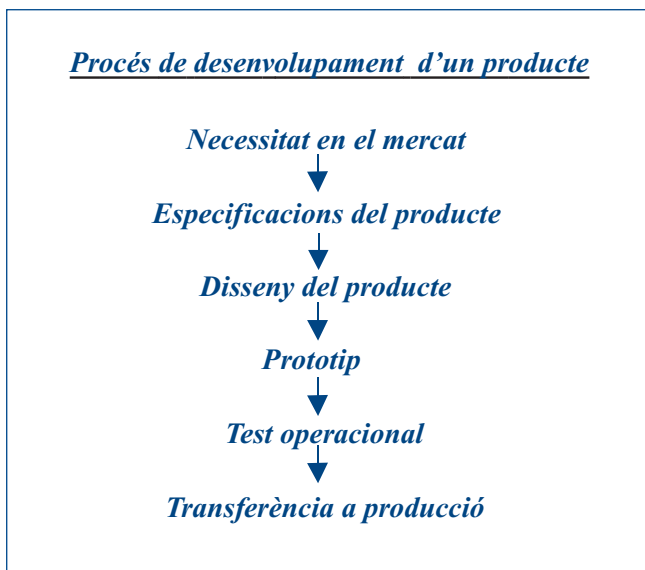 Procés de desenvolupament d’un producte
Necessitat en el mercat
Especificacions del producte
Disseny del producte
Prototip
Test operacional
Transferència a producció